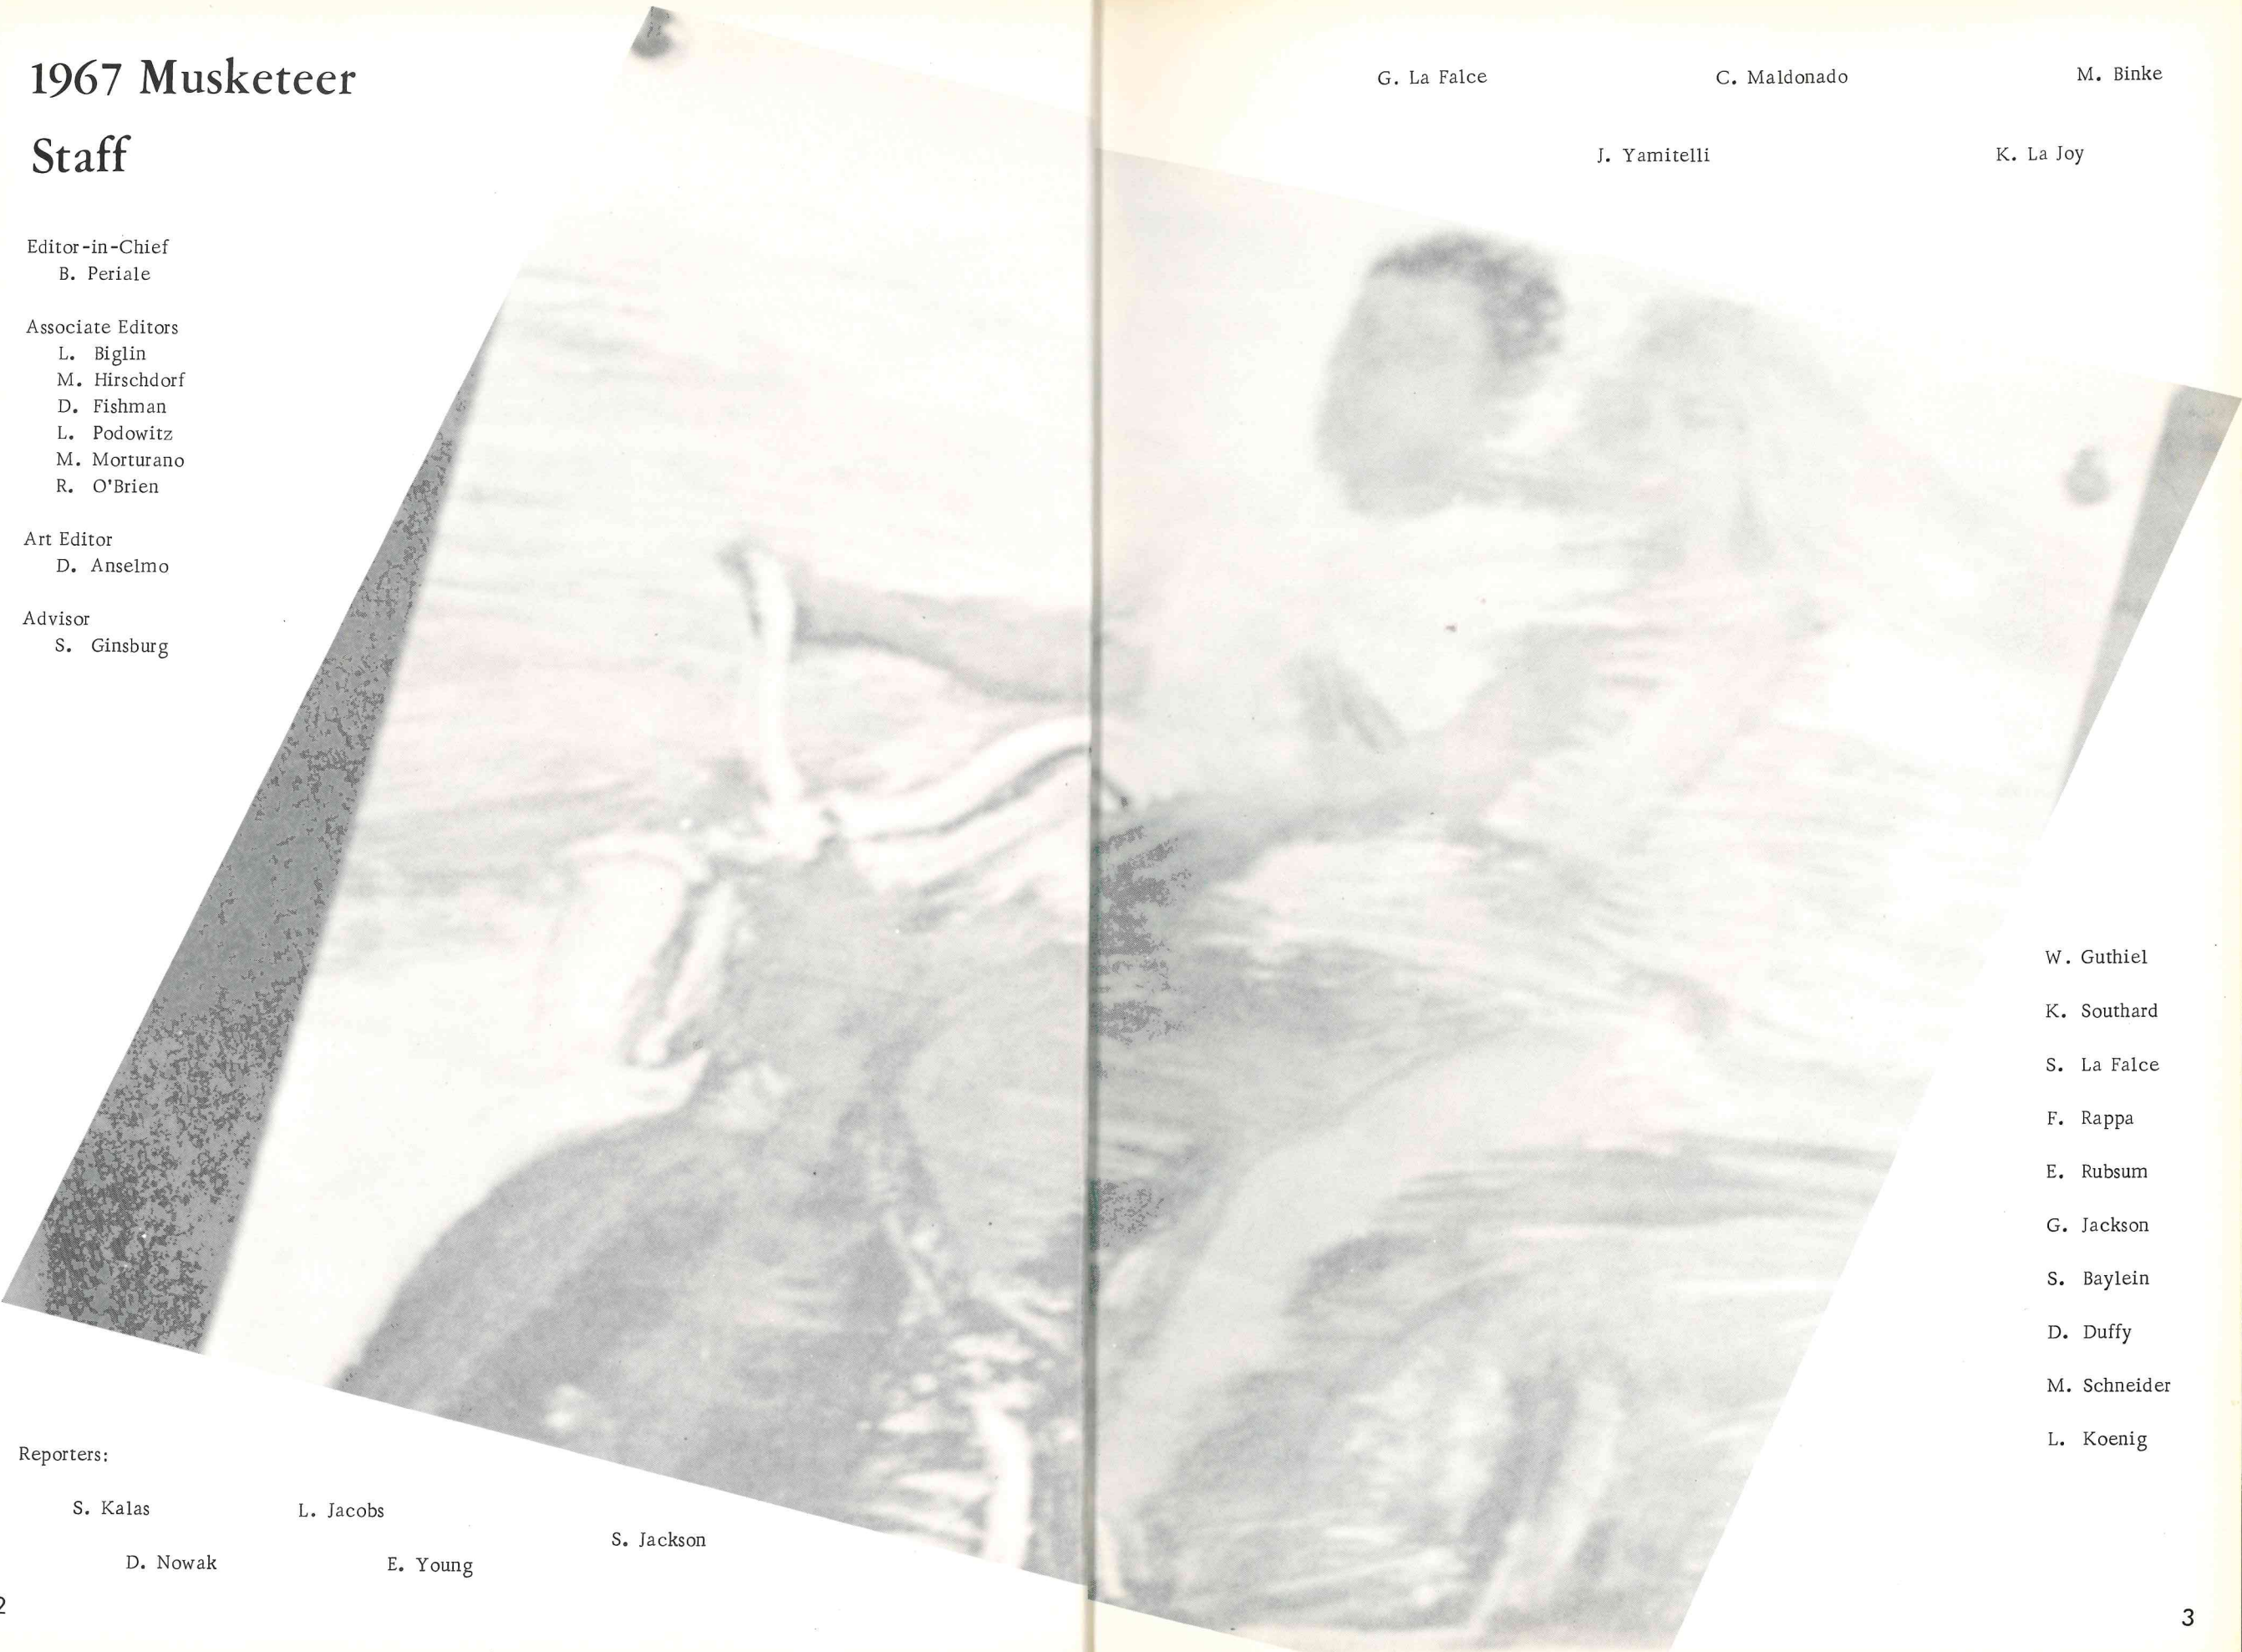 1967 Musketeer
Staff
Editor-in-Chief
B. Periale
Associate Editors
L. Biglin
M. Hirschdorf
D. Fishman
L. Podowitz
M. Morturano
R. O'Brien
Art Editor
D. Anselmo
Advisor
S. Ginsburg
Reporters:
S. Kalas L. Jacobs
S. Jackson
D. Nowak E. Young
2
G. La Falce C. Maldonado M. Binke
J. Yamitelli K. La Joy
W. Guthiel
K. Southard
S. La Falce
F. Rappa
E. Rubsum
G. Jackson
S. Baylein
D. Duffy
M. Schneider
L. Koenig
3